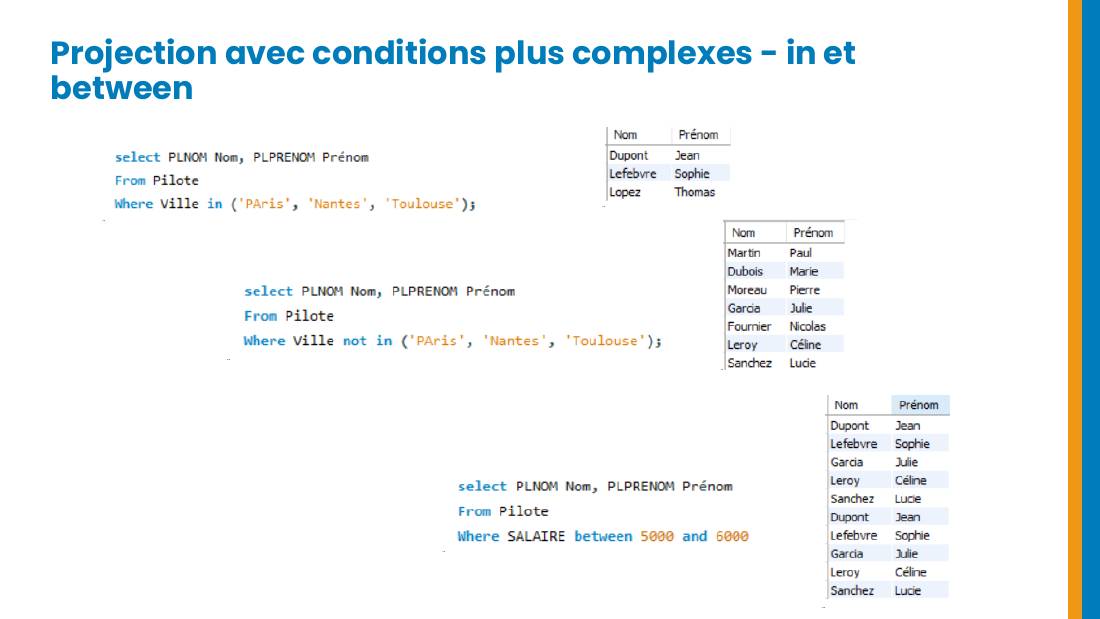 Projection avec conditions plus complexes - in et
between
select PLNOM Nom, PLPRENOM Prénom
From Pilote
Where Ville in ('PAris', 'Nantes', 'Toulouse');
Nom Prénom
Dupont Jean
Lefebvre Sophie
Lopez Thomas
select PLNOM Nom, PLPRENOM Prénom
From Pilote
Where Ville not in ('PAris', 'Nantes', 'Toulouse');
Nom Prénom
Martin Paul
Dubois Marie
Moreau Pierre
Garcia Julie
Fournier Nicolas
Leroy Céline
Sanchez Lucie
select PLNOM Nom, PLPRENOM Prénom
From Pilote
Where SALAIRE between 5000 and 6000
Nom Prénom
Dupont Jean
Lefebvre Sophie
Garcia Julie
Leroy Céline
Sanchez Lucie
Dupont Jean
Lefebvre Sophie
Garcia Julie
Leroy Céline
Sanchez Lucie